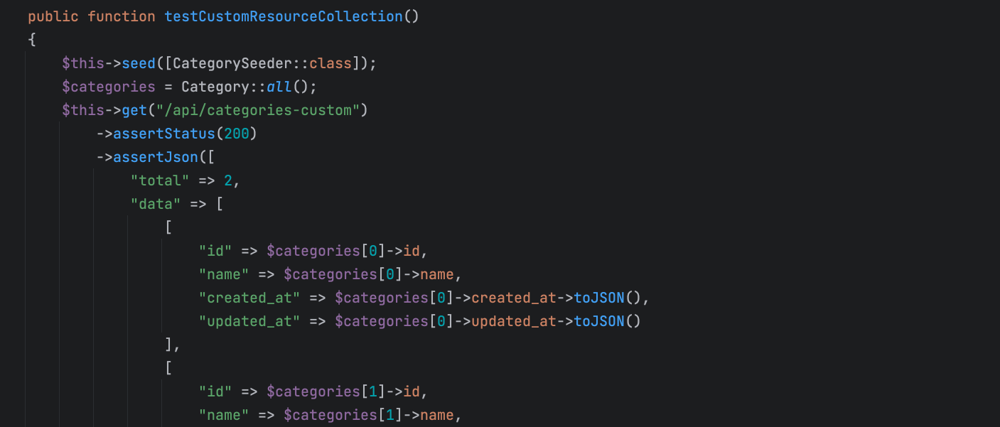 public function testCustomResourceCollection()
{
    $this->seed([CategorySeeder::class]);
    $categories = Category::all();
    $this->get("/api/categories-custom")
        ->assertStatus(200)
        ->assertJson([
            "total" => 2,
            "data" => [
                [
                    "id" => $categories[0]->id,
                    "name" => $categories[0]->name,
                    "created_at" => $categories[0]->created_at->toJSON(),
                    "updated_at" => $categories[0]->updated_at->toJSON()
                ],
                [
                    "id" => $categories[1]->id,
                    "name" => $categories[1]->name,